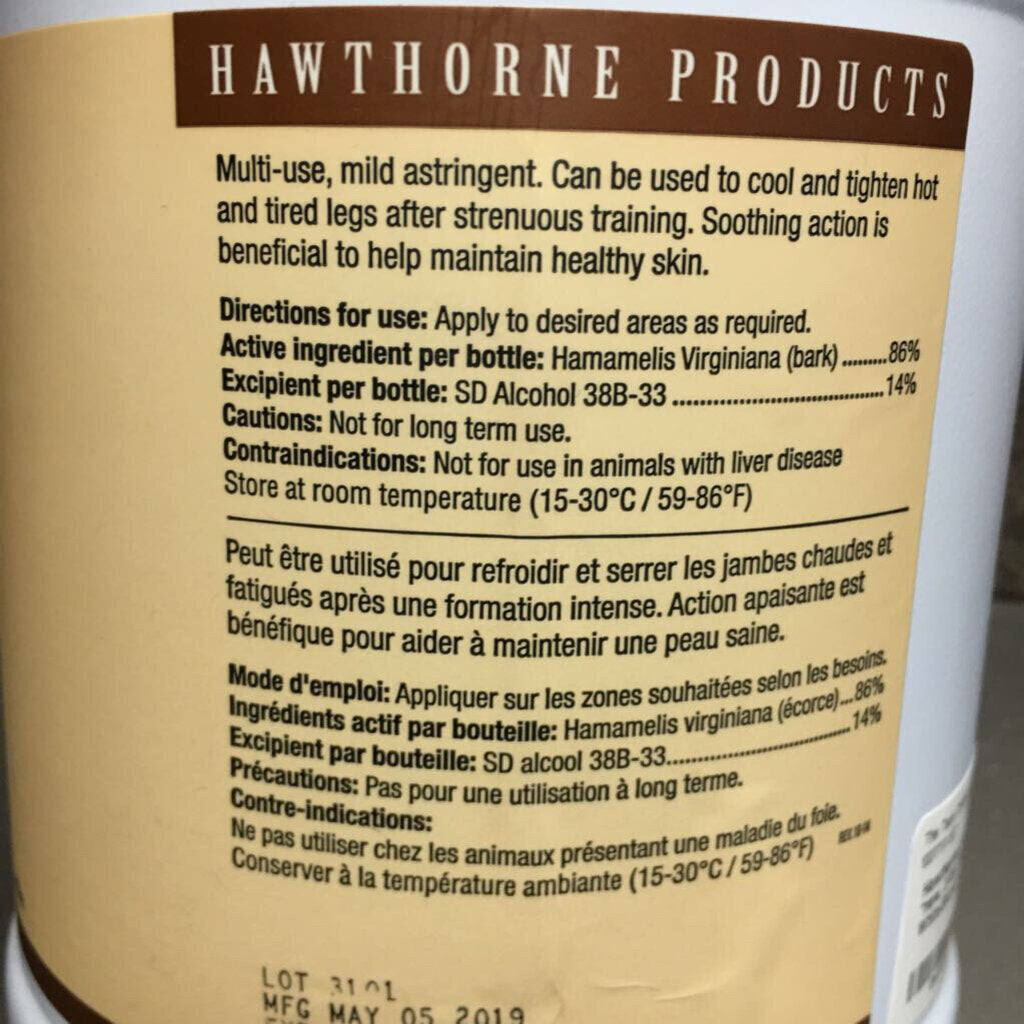 HAWTHORNE PRODUCTS
Multi-use, mild astringent. Can be used to cool and tighten hot
and tired legs after strenuous training. Soothing action is
beneficial to help maintain healthy skin.
Directions for use: Apply to desired areas as required.
Active ingredient per bottle: Hamamelis Virginiana (bark).........86%
Excipient per bottle: SD Alcohol 38B-33......................................14%
Cautions: Not for long term use.
Contraindications: Not for use in animals with liver disease
Store at room temperature (15-30°C / 59-86°F)
Peut être utilisé pour refroidir et serrer les jambes chaudes et
fatigués après une formation intense. Action apaisante est
bénéfique pour aider à maintenir une peau saine.
Mode d'emploi: Appliquer sur les zones souhaitées selon les besoins.
Ingrédients actif par bouteille: Hamamelis virginiana (écorce)...86%
Excipient par bouteille: SD alcool 38B-33..................................14%
Précautions: Pas pour une utilisation à long terme.
Contre-indications:
Ne pas utiliser chez les animaux présentant une maladie du foie.
Conserver à la température ambiante (15-30°C / 59-86°F)
LOT
MFG MAY 05 2019